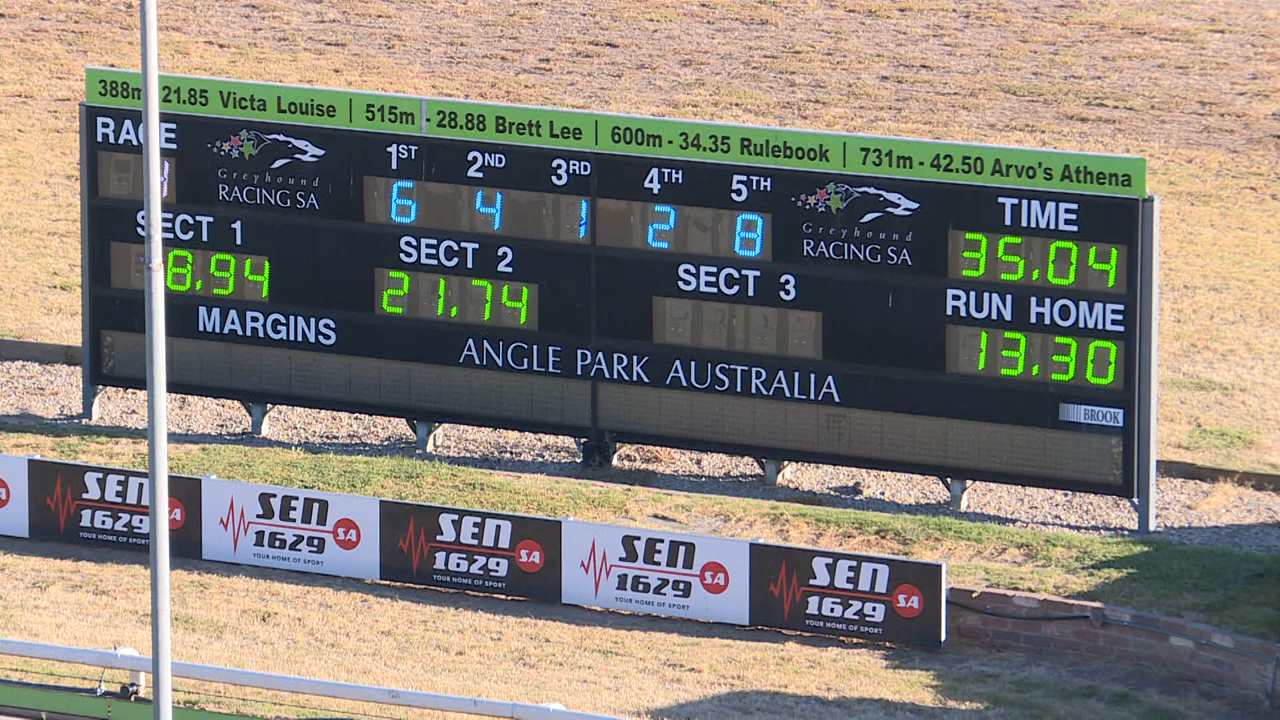 388m 21.85 Victa Louise | 515m - 28.88 Brett Lee | 600m - 34.35 Rulebook | 731m - 42.50 Arvo's Athena
RACE
Greyhound
RACING SA
1ST 2ND 3RD 4TH 5TH
6 4 1 2 8
Greyhound
RACING SA
TIME
35.04
SECT 1
8.94
SECT 2
21.74
SECT 3
RUN HOME
13.30
MARGINS
ANGLE PARK AUSTRALIA
BROOK
SEN
1629
SA
YOUR HOME OF SPORT
SEN
1629
SA
YOUR HOME OF SPORT
SEN
1629
SA
YOUR HOME OF SPORT
SEN
1629
SA
YOUR HOME OF SPORT
SEN
1629
SA
YOUR HOME OF SPORT